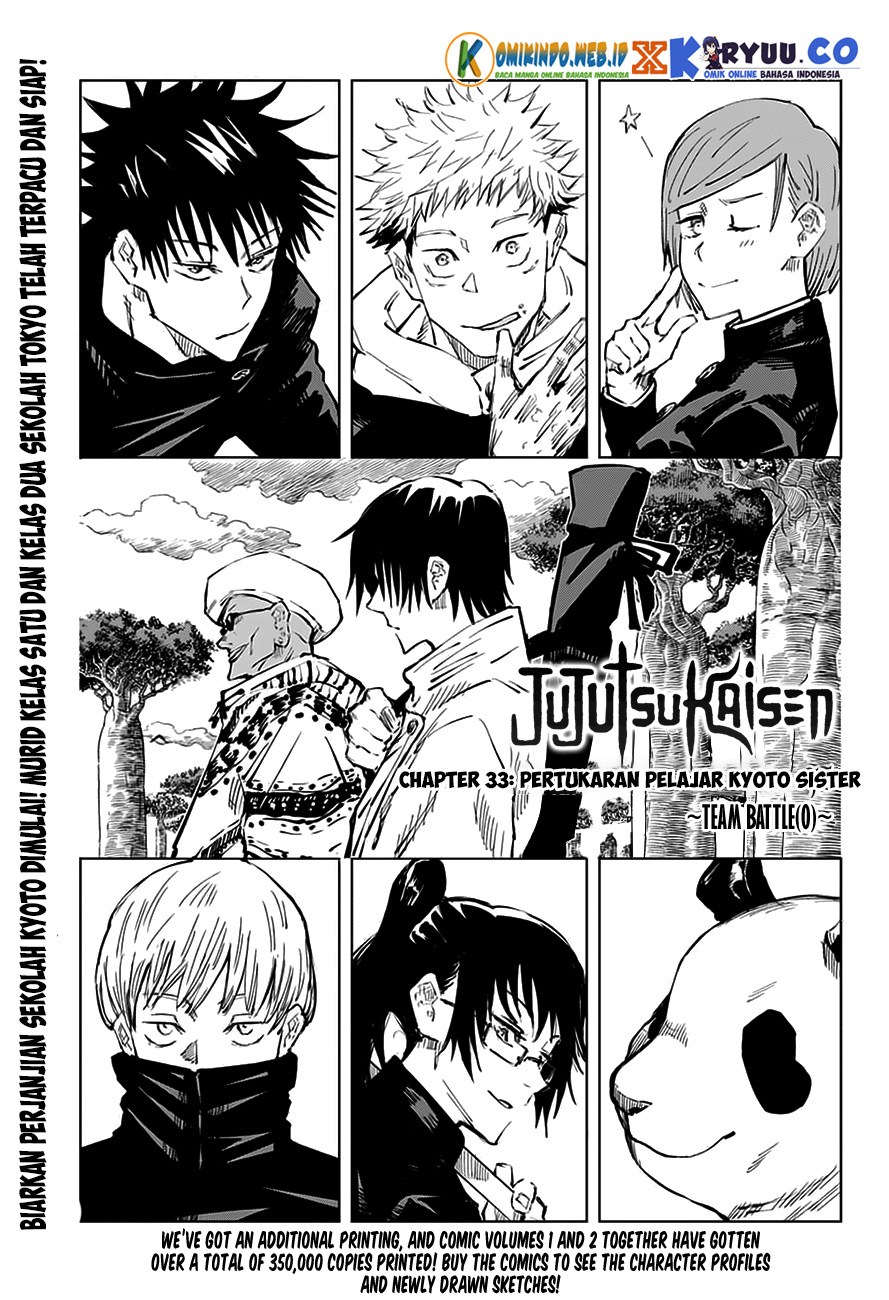 KOMIKINDO.WEB.ID X KIRYUU.CO
BACA MANGA ONLINE BAHASA INDONESIA
OMIK ONLINE BAHASA INDONESIA
BIARKAN PERJANJIAN SEKOLAH KYOTO DIMULAI! MURID KELAS SATU DAN KELAS DUA SEKOLAH TOKYO TELAH TERPACU DAN SIAP!
JUJUTSU KAISEN
CHAPTER 33: PERTUKARAN PELAJAR KYOTO SISTER
~TEAM BATTLE(0)~
WE'VE GOT AN ADDITIONAL PRINTING, AND COMIC VOLUMES 1 AND 2 TOGETHER HAVE GOTTEN
OVER A TOTAL OF 350,000 COPIES PRINTED! BUY THE COMICS TO SEE THE CHARACTER PROFILES
AND NEWLY DRAWN SKETCHES!